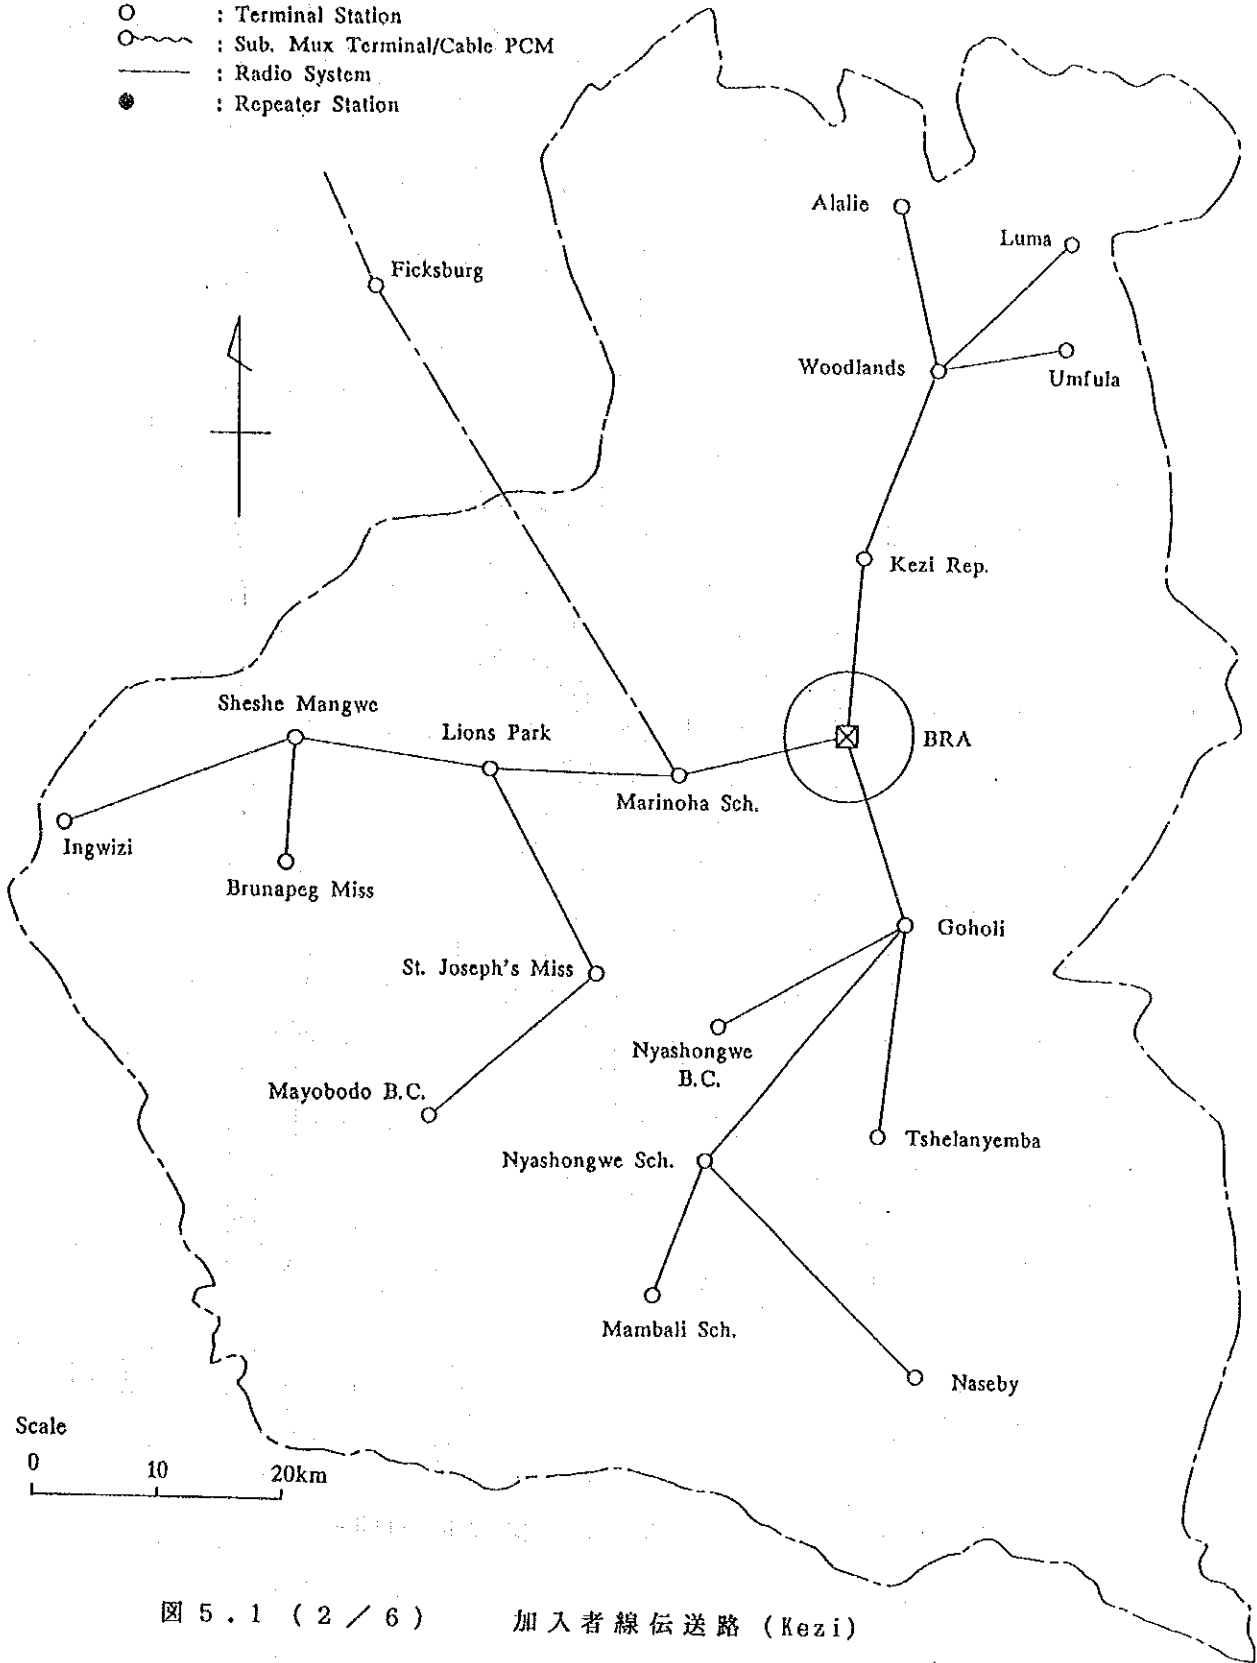 : Terminal Station
: Sub. Mux Terminal/Cable PCM
: Radio System
: Repeater Station
Alalie
Luma
Ficksburg
Woodlands
Umfula
Kezi Rep.
Sheshe Mangwe
Lions Park
BRA
Marinoha Sch.
Ingwizi
Brunapeg Miss
Goholi
St. Joseph's Miss
Nyashongwe
B.C.
Mayobodo B.C.
Tshelanyemba
Nyashongwe Sch.
Mambali Sch.
Naseby
Scale
0 10 20km
図 5.1 (2/6) 加入者線伝送路 (Kezi)